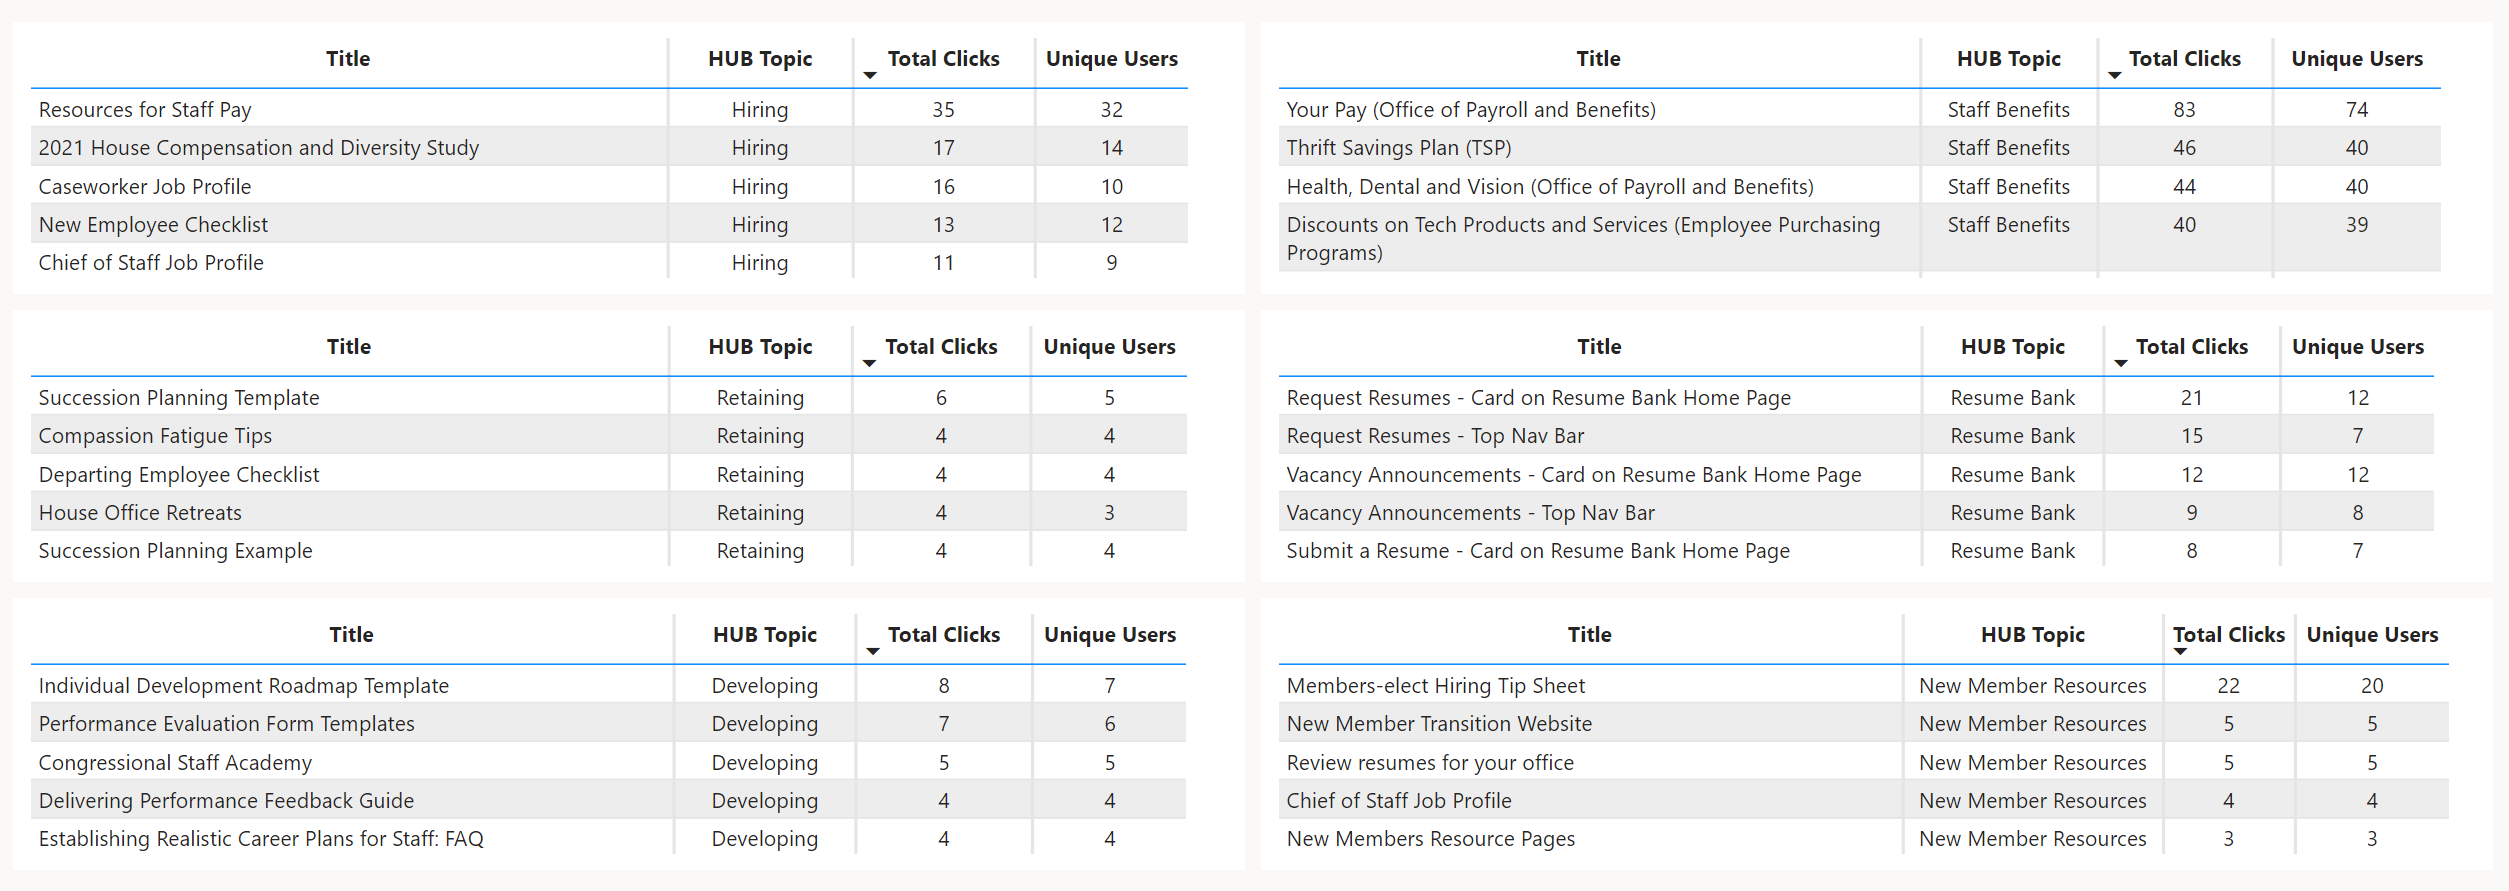 Title HUB Topic Total Clicks Unique Users
Resources for Staff Pay Hiring 35 32
2021 House Compensation and Diversity Study Hiring 17 14
Caseworker Job Profile Hiring 16 10
New Employee Checklist Hiring 13 12
Chief of Staff Job Profile Hiring 11 9
Title HUB Topic Total Clicks Unique Users
Your Pay (Office of Payroll and Benefits) Staff Benefits 83 74
Thrift Savings Plan (TSP) Staff Benefits 46 40
Health, Dental and Vision (Office of Payroll and Benefits) Staff Benefits 44 40
Discounts on Tech Products and Services (Employee Purchasing Staff Benefits 40 39
Programs)
Title HUB Topic Total Clicks Unique Users
Succession Planning Template Retaining 6 5
Compassion Fatigue Tips Retaining 4 4
Departing Employee Checklist Retaining 4 4
House Office Retreats Retaining 4 3
Succession Planning Example Retaining 4 4
Title HUB Topic Total Clicks Unique Users
Request Resumes - Card on Resume Bank Home Page Resume Bank 21 12
Request Resumes - Top Nav Bar Resume Bank 15 7
Vacancy Announcements - Card on Resume Bank Home Page Resume Bank 12 12
Vacancy Announcements - Top Nav Bar Resume Bank 9 8
Submit a Resume - Card on Resume Bank Home Page Resume Bank 8 7
Title HUB Topic Total Clicks Unique Users
Individual Development Roadmap Template Developing 8 7
Performance Evaluation Form Templates Developing 7 6
Congressional Staff Academy Developing 5 5
Delivering Performance Feedback Guide Developing 4 4
Establishing Realistic Career Plans for Staff: FAQ Developing 4 4
Title HUB Topic Total Clicks Unique Users
Members-elect Hiring Tip Sheet New Member Resources 22 20
New Member Transition Website New Member Resources 5 5
Review resumes for your office New Member Resources 5 5
Chief of Staff Job Profile New Member Resources 4 4
New Members Resource Pages New Member Resources 3 3